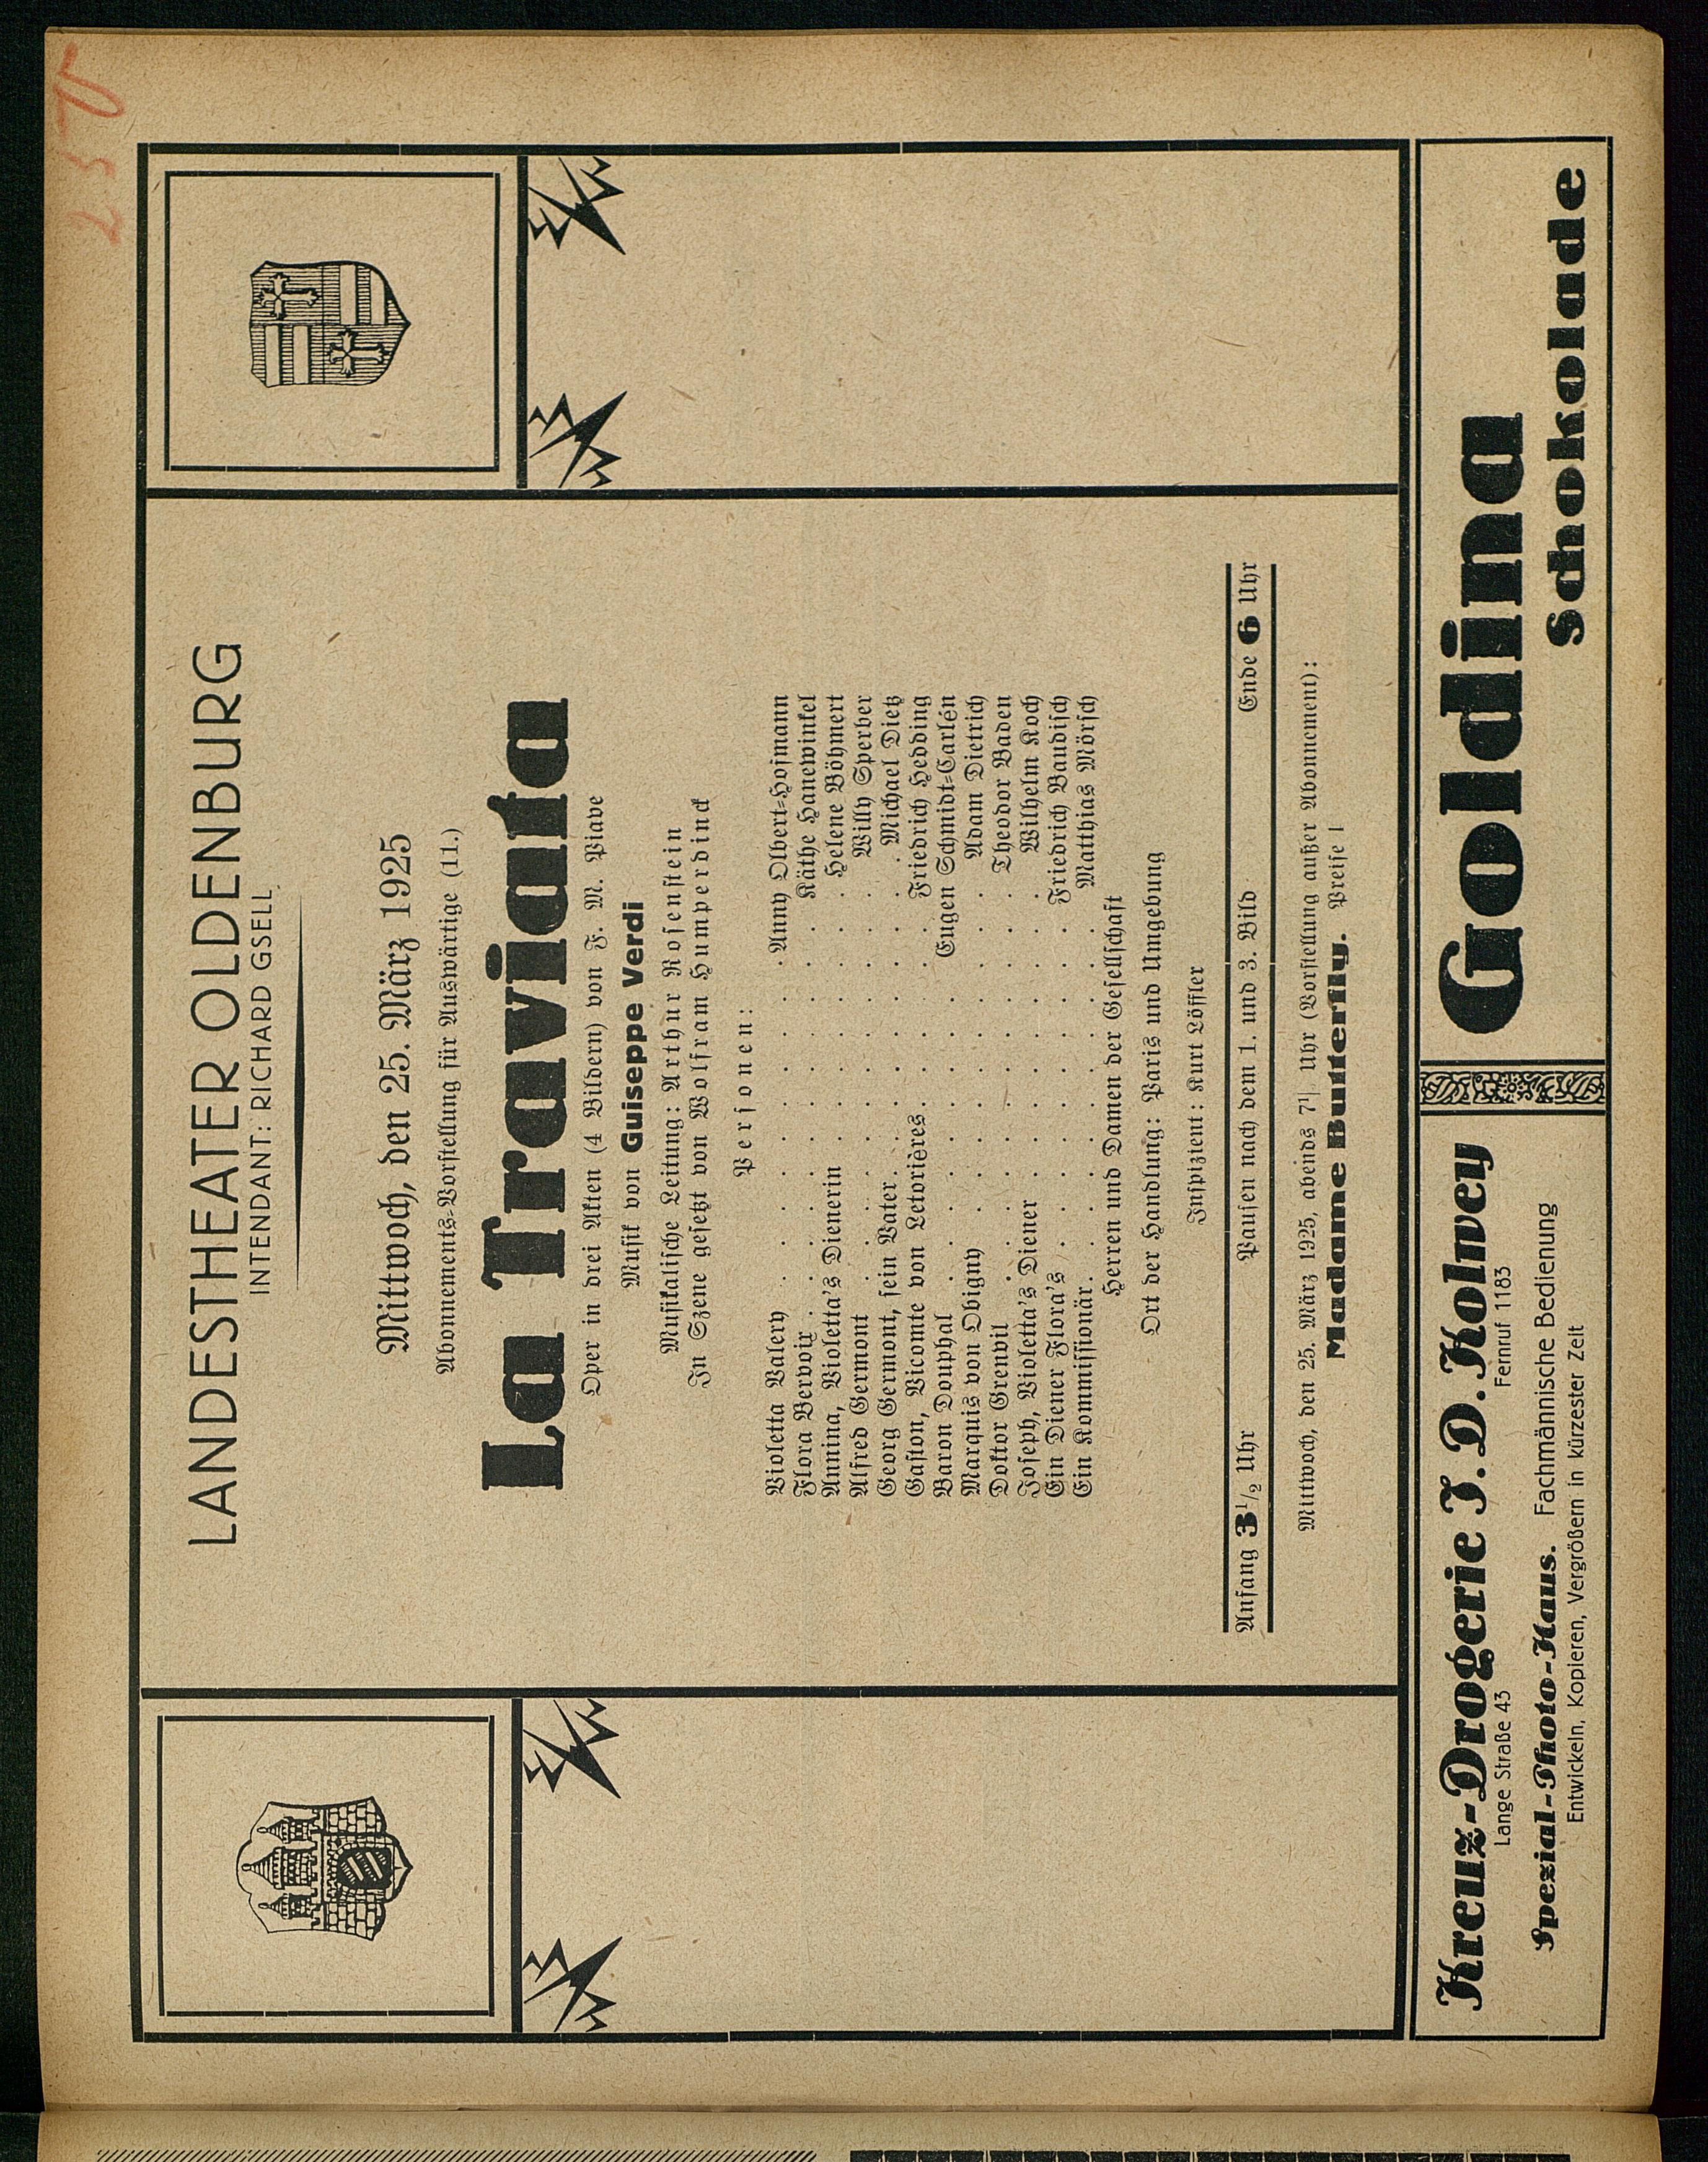 250
LANDESTHEATER OLDENBURG
INTENDANT: RICHARD GSELL
Mittwoch, den 25. März 1925
Abonnements-Vorstellung für Auswärtige (11.)
La Traviata
Oper in drei Akten (4 Bildern) von F. M. Piave
Musik von Guiseppe Verdi
Musikalische Leitung: Arthur Rosenstein
In Szene gesetzt von Wolfram Humperdinck
Personen:
Violetta Valery . . . . . . . Anny Olbert-Hofmann
Flora Bervoix . . . . . . . Käthe Hanewinkel
Annina, Violetta's Dienerin . . . . . . . Helene Böhmert
Alfred Germont . . . . . . . Willy Sperber
Georg Germont, sein Vater . . . . . . . Michael Dietz
Gaston, Vicomte von Letorières . . . . . . . Friedrich Hedding
Baron Douphal . . . . . . . Eugen Schmidt-Carlén
Marquis von Obigny . . . . . . . Adam Dietrich
Doktor Grenvil . . . . . . . Theodor Baden
Joseph, Violetta's Diener . . . . . . . Wilhelm Koch
Ein Diener Flora's . . . . . . . Friedrich Baudisch
Ein Kommissionär . . . . . . . Matthias Mörsch
Herren und Damen der Gesellschaft
Ort der Handlung: Paris und Umgebung
Inspizient: Kurt Löffler
Anfang 3 1/2 Uhr Pausen nach dem 1. und 3. Bild Ende 6 Uhr
Mittwoch, den 25. März 1925, abends Uhr (Vorstellung außer Abonnement):
Madame Butterfly. Preise I
Kreuz-Drogerie J. D. Kolwey
Lange Straße 43 Fernruf 1183
Spezial-Photo-Haus. Fachmännische Bedienung
Entwickeln, Kopieren, Vergrößern in kürzester Zeit
Goldina
Schokolade